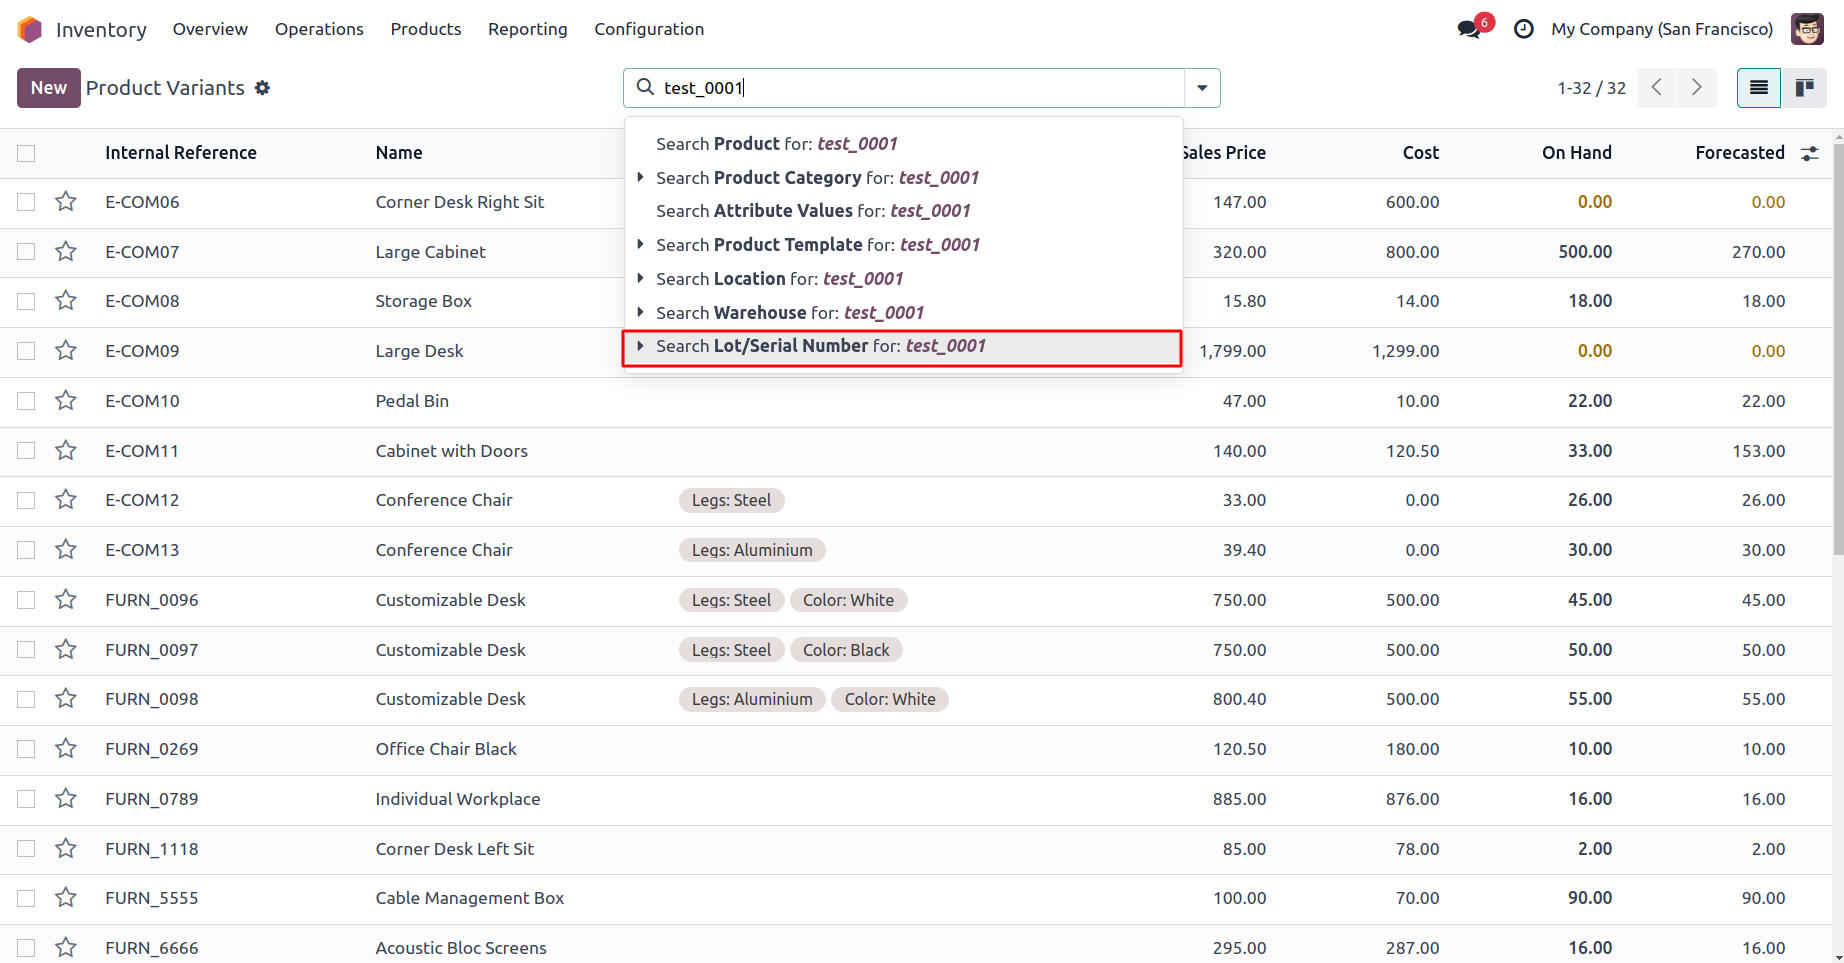 Inventory Overview Operations Products Reporting Configuration 6 My Company (San Francisco)
New Product Variants test_0001 1-32 / 32
Search Product for: test_0001
Search Product Category for: test_0001
Search Attribute Values for: test_0001
Search Product Template for: test_0001
Search Location for: test_0001
Search Warehouse for: test_0001
Search Lot/Serial Number for: test_0001
Internal Reference Name Sales Price Cost On Hand Forecasted
E-COM06 Corner Desk Right Sit 147.00 600.00 0.00 0.00
E-COM07 Large Cabinet 320.00 800.00 500.00 270.00
E-COM08 Storage Box 15.80 14.00 18.00 18.00
E-COM09 Large Desk 1,799.00 1,299.00 0.00 0.00
E-COM10 Pedal Bin 47.00 10.00 22.00 22.00
E-COM11 Cabinet with Doors 140.00 120.50 33.00 153.00
E-COM12 Conference Chair Legs: Steel 33.00 0.00 26.00 26.00
E-COM13 Conference Chair Legs: Aluminium 39.40 0.00 30.00 30.00
FURN_0096 Customizable Desk Legs: Steel Color: White 750.00 500.00 45.00 45.00
FURN_0097 Customizable Desk Legs: Steel Color: Black 750.00 500.00 50.00 50.00
FURN_0098 Customizable Desk Legs: Aluminium Color: White 800.40 500.00 55.00 55.00
FURN_0269 Office Chair Black 120.50 180.00 10.00 10.00
FURN_0789 Individual Workplace 885.00 876.00 16.00 16.00
FURN_1118 Corner Desk Left Sit 85.00 78.00 2.00 2.00
FURN_5555 Cable Management Box 100.00 70.00 90.00 90.00
FURN_6666 Acoustic Bloc Screens 295.00 287.00 16.00 16.00